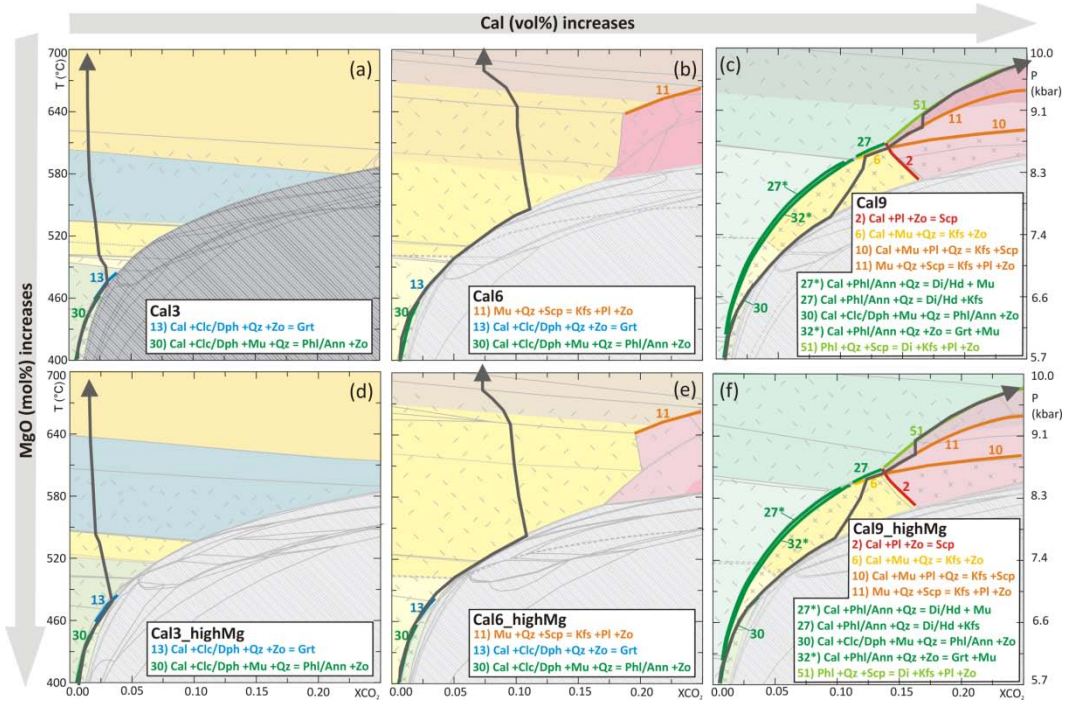 Cal (vol%) increases
MgO (mol%) increases
700
T (°C)
640
580
520
460
400
(a)
13
30
Cal3
13) Cal +Clc/Dph +Qz +Zo = Grt
30) Cal +Clc/Dph +Mu +Qz = Phl/Ann +Zo
(b)
11
13
30
Cal6
11) Mu +Qz +Scp = Kfs +Pl +Zo
13) Cal +Clc/Dph +Qz +Zo = Grt
30) Cal +Clc/Dph +Mu +Qz = Phl/Ann +Zo
(c)
10.0
P
(kbar)
9.1
8.3
7.4
6.6
5.7
51
11
10
27
6
2
27*
32*
30
Cal9
2) Cal +Pl +Zo = Scp
6) Cal +Mu +Qz = Kfs +Zo
10) Cal +Mu +Pl +Qz = Kfs +Scp
11) Mu +Qz +Scp = Kfs +Pl +Zo
27*) Cal +Phl/Ann +Qz = Di/Hd + Mu
27) Cal +Phl/Ann +Qz = Di/Hd +Kfs
30) Cal +Clc/Dph +Mu +Qz = Phl/Ann +Zo
32*) Cal +Phl/Ann +Qz +Zo = Grt +Mu
51) Phl +Qz +Scp = Di +Kfs +Pl +Zo
700
T (°C)
640
580
520
460
400
(d)
13
30
Cal3_highMg
13) Cal +Clc/Dph +Qz +Zo = Grt
30) Cal +Clc/Dph +Mu +Qz = Phl/Ann +Zo
0.00 0.05 0.10 0.15 0.20 XCO₂
(e)
11
13
30
Cal6_highMg
11) Mu +Qz +Scp = Kfs +Pl +Zo
13) Cal +Clc/Dph +Qz +Zo = Grt
30) Cal +Clc/Dph +Mu +Qz = Phl/Ann +Zo
0.00 0.05 0.10 0.15 0.20 XCO₂
(f)
10.0
P
(kbar)
9.1
8.3
7.4
6.6
5.7
51
11
10
27
6
2
27*
32*
30
Cal9_highMg
2) Cal +Pl +Zo = Scp
6) Cal +Mu +Qz = Kfs +Zo
10) Cal +Mu +Pl +Qz = Kfs +Scp
11) Mu +Qz +Scp = Kfs +Pl +Zo
27*) Cal +Phl/Ann +Qz = Di/Hd + Mu
27) Cal +Phl/Ann +Qz = Di/Hd +Kfs
30) Cal +Clc/Dph +Mu +Qz = Phl/Ann +Zo
32*) Cal +Phl/Ann +Qz +Zo = Grt +Mu
51) Phl +Qz +Scp = Di +Kfs +Pl +Zo
0.00 0.05 0.10 0.15 0.20 XCO₂